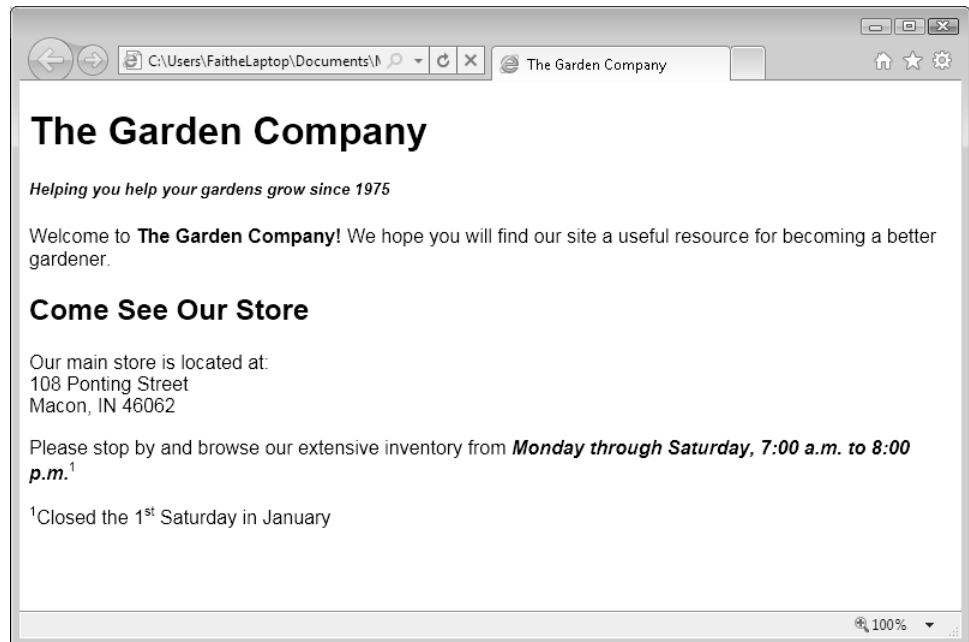 C:\Users\FaitheLaptop\Documents\M
The Garden Company
The Garden Company
Helping you help your gardens grow since 1975
Welcome to The Garden Company! We hope you will find our site a useful resource for becoming a better
gardener.
Come See Our Store
Our main store is located at:
108 Ponting Street
Macon, IN 46062
Please stop by and browse our extensive inventory from Monday through Saturday, 7:00 a.m. to 8:00
p.m.¹
¹Closed the 1ˢᵗ Saturday in January
100%